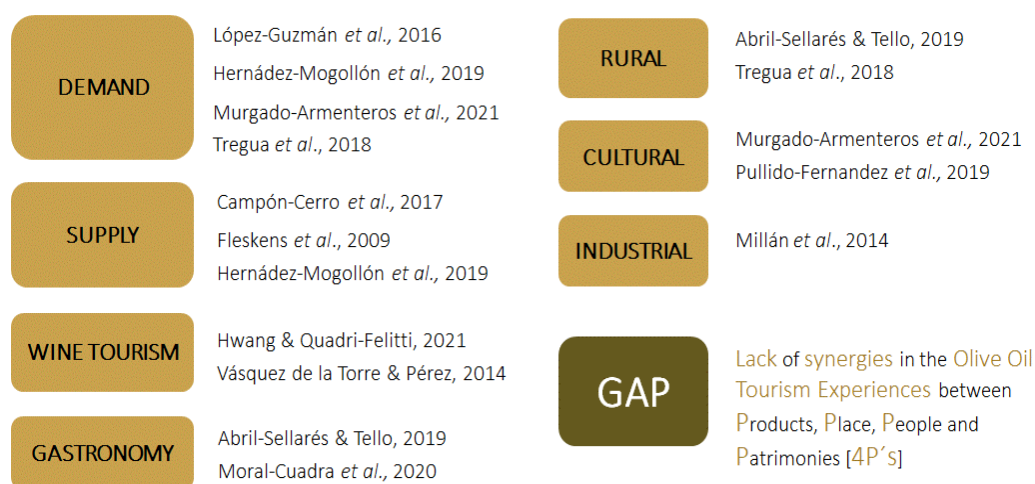 DEMAND
López-Guzmán et al., 2016
Hernádez-Mogollón et al., 2019
Murgado-Armenteros et al., 2021
Tregua et al., 2018
SUPPLY
Campón-Cerro et al., 2017
Fleskens et al., 2009
Hernádez-Mogollón et al., 2019
WINE TOURISM
Hwang & Quadri-Felitti, 2021
Vásquez de la Torre & Pérez, 2014
GASTRONOMY
Abril-Sellarés & Tello, 2019
Moral-Cuadra et al., 2020
RURAL
Abril-Sellarés & Tello, 2019
Tregua et al., 2018
CULTURAL
Murgado-Armenteros et al., 2021
Pullido-Fernandez et al., 2019
INDUSTRIAL
Millán et al., 2014
GAP
Lack of synergies in the Olive Oil
Tourism Experiences between
Products, Place, People and
Patrimonies [4P´s]